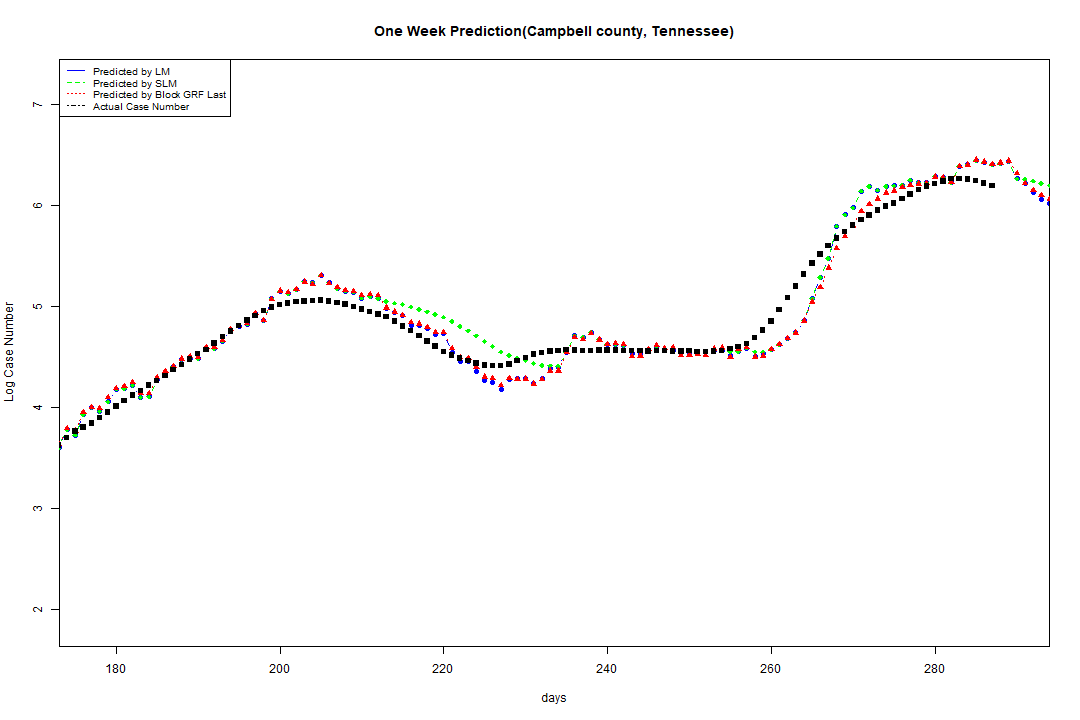 One Week Prediction(Campbell county, Tennessee)
Predicted by LM
Predicted by SLM
Predicted by Block GRF Last
Actual Case Number
7
6
5
4
3
2
Log Case Number
180 200 220 240 260 280
days